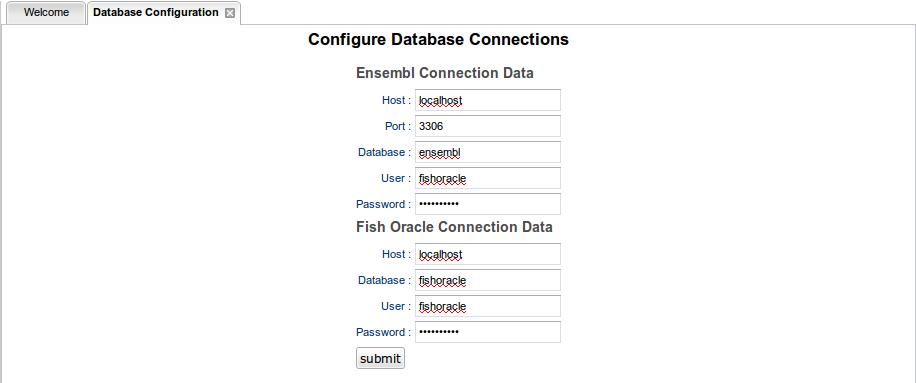 Welcome Database Configuration
Configure Database Connections
Ensembl Connection Data
Host : localhost
Port : 3306
Database : ensembl
User : fishoracle
Password : ••••••••••
Fish Oracle Connection Data
Host : localhost
Database : fishoracle
User : fishoracle
Password : ••••••••••
submit